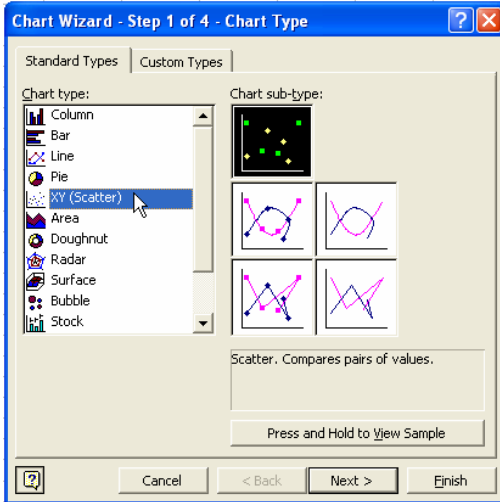 Chart Wizard - Step 1 of 4 - Chart Type
Standard Types Custom Types
Chart type:
Column
Bar
Line
Pie
XY (Scatter)
Area
Doughnut
Radar
Surface
Bubble
Stock
Chart sub-type:
Scatter. Compares pairs of values.
Press and Hold to View Sample
Cancel < Back Next > Finish